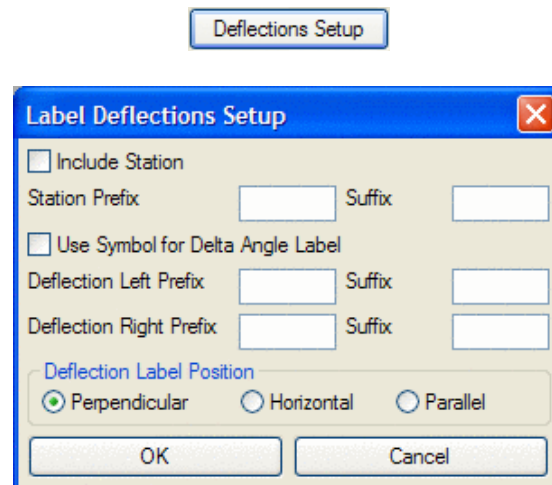 Deflections Setup
Label Deflections Setup
Include Station
Station Prefix Suffix
Use Symbol for Delta Angle Label
Deflection Left Prefix Suffix
Deflection Right Prefix Suffix
Deflection Label Position
Perpendicular Horizontal Parallel
OK Cancel